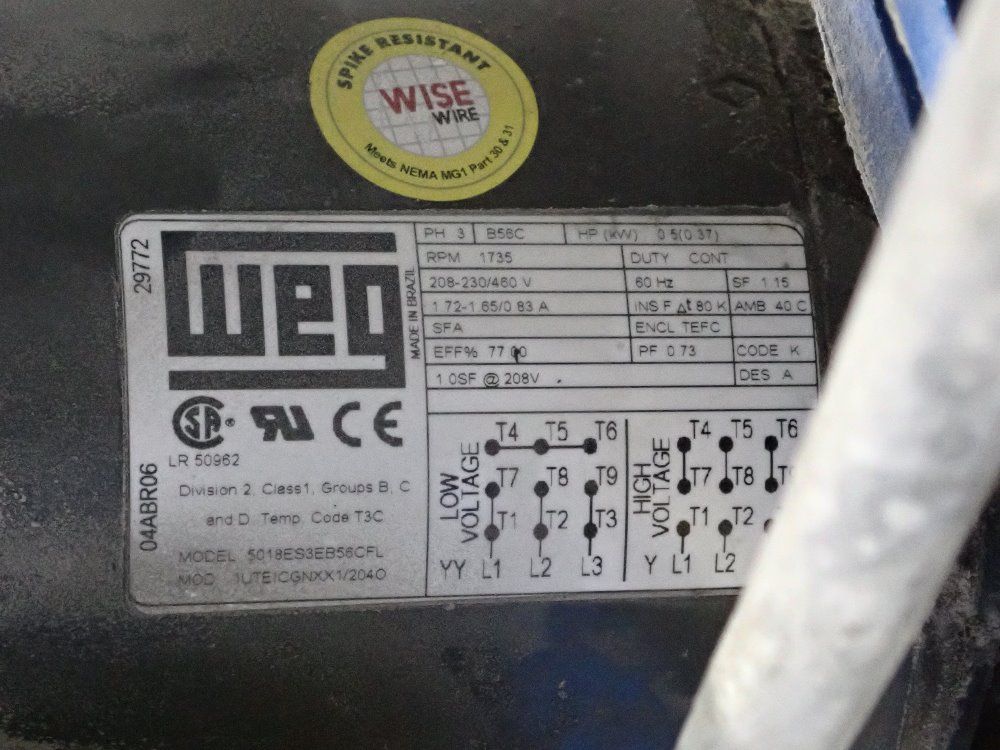 SPIKE RESISTANT
WISE
WIRE
Meets NEMA MG1 Part 30 & 31
29772
WEG
MADE IN BRAZIL
PH 3 B56C HP (kW) 0.5(0.37)
RPM 1735 DUTY CONT
208-230/460 V 60 Hz SF 1.15
1.72-1.65/0.83 A INS F Δt 80 K AMB 40 C
SFA ENCL TEFC
EFF% 77.00 PF 0.73 CODE K
1.0SF @ 208V . DES A
SA ® RU CE
LR 50962
Division 2, Class1, Groups B, C
and D. Temp. Code T3C
04ABR06
MODEL 5018ES3EB56CFL
MOD 1UTEICGNXX1/204O
LOW VOLTAGE
T4 T5 T6
T7 T8 T9
T1 T2 T3
YY L1 L2 L3
HIGH VOLTAGE
T4 T5 T6
T7 T8
T1 T2
Y L1 L2